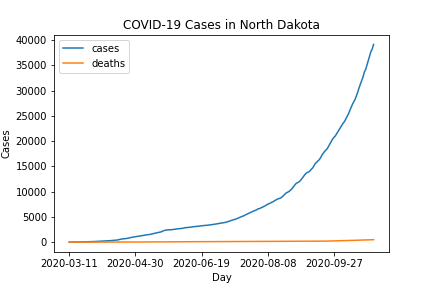 COVID-19 Cases in North Dakota
cases
deaths
40000
35000
30000
25000
20000
15000
10000
5000
0
Cases
2020-03-11 2020-04-30 2020-06-19 2020-08-08 2020-09-27
Day